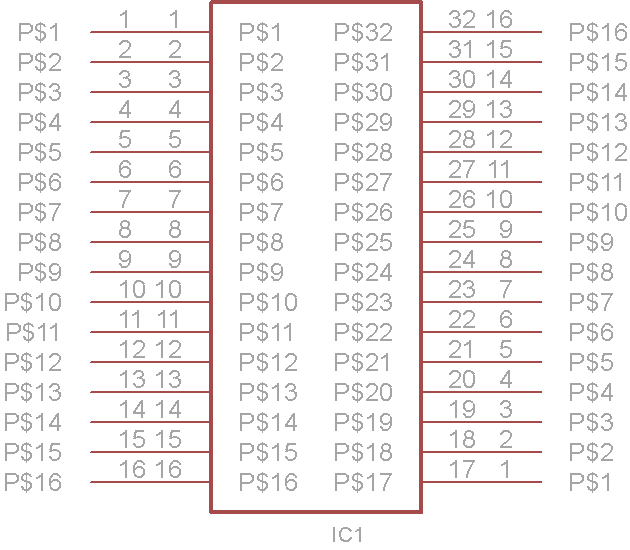 P$1 1 1 P$1 P$32 32 16 P$16
P$2 2 2 P$2 P$31 31 15 P$15
P$3 3 3 P$3 P$30 30 14 P$14
P$4 4 4 P$4 P$29 29 13 P$13
P$5 5 5 P$5 P$28 28 12 P$12
P$6 6 6 P$6 P$27 27 11 P$11
P$7 7 7 P$7 P$26 26 10 P$10
P$8 8 8 P$8 P$25 25 9 P$9
P$9 9 9 P$9 P$24 24 8 P$8
P$10 10 10 P$10 P$23 23 7 P$7
P$11 11 11 P$11 P$22 22 6 P$6
P$12 12 12 P$12 P$21 21 5 P$5
P$13 13 13 P$13 P$20 20 4 P$4
P$14 14 14 P$14 P$19 19 3 P$3
P$15 15 15 P$15 P$18 18 2 P$2
P$16 16 16 P$16 P$17 17 1 P$1
IC1